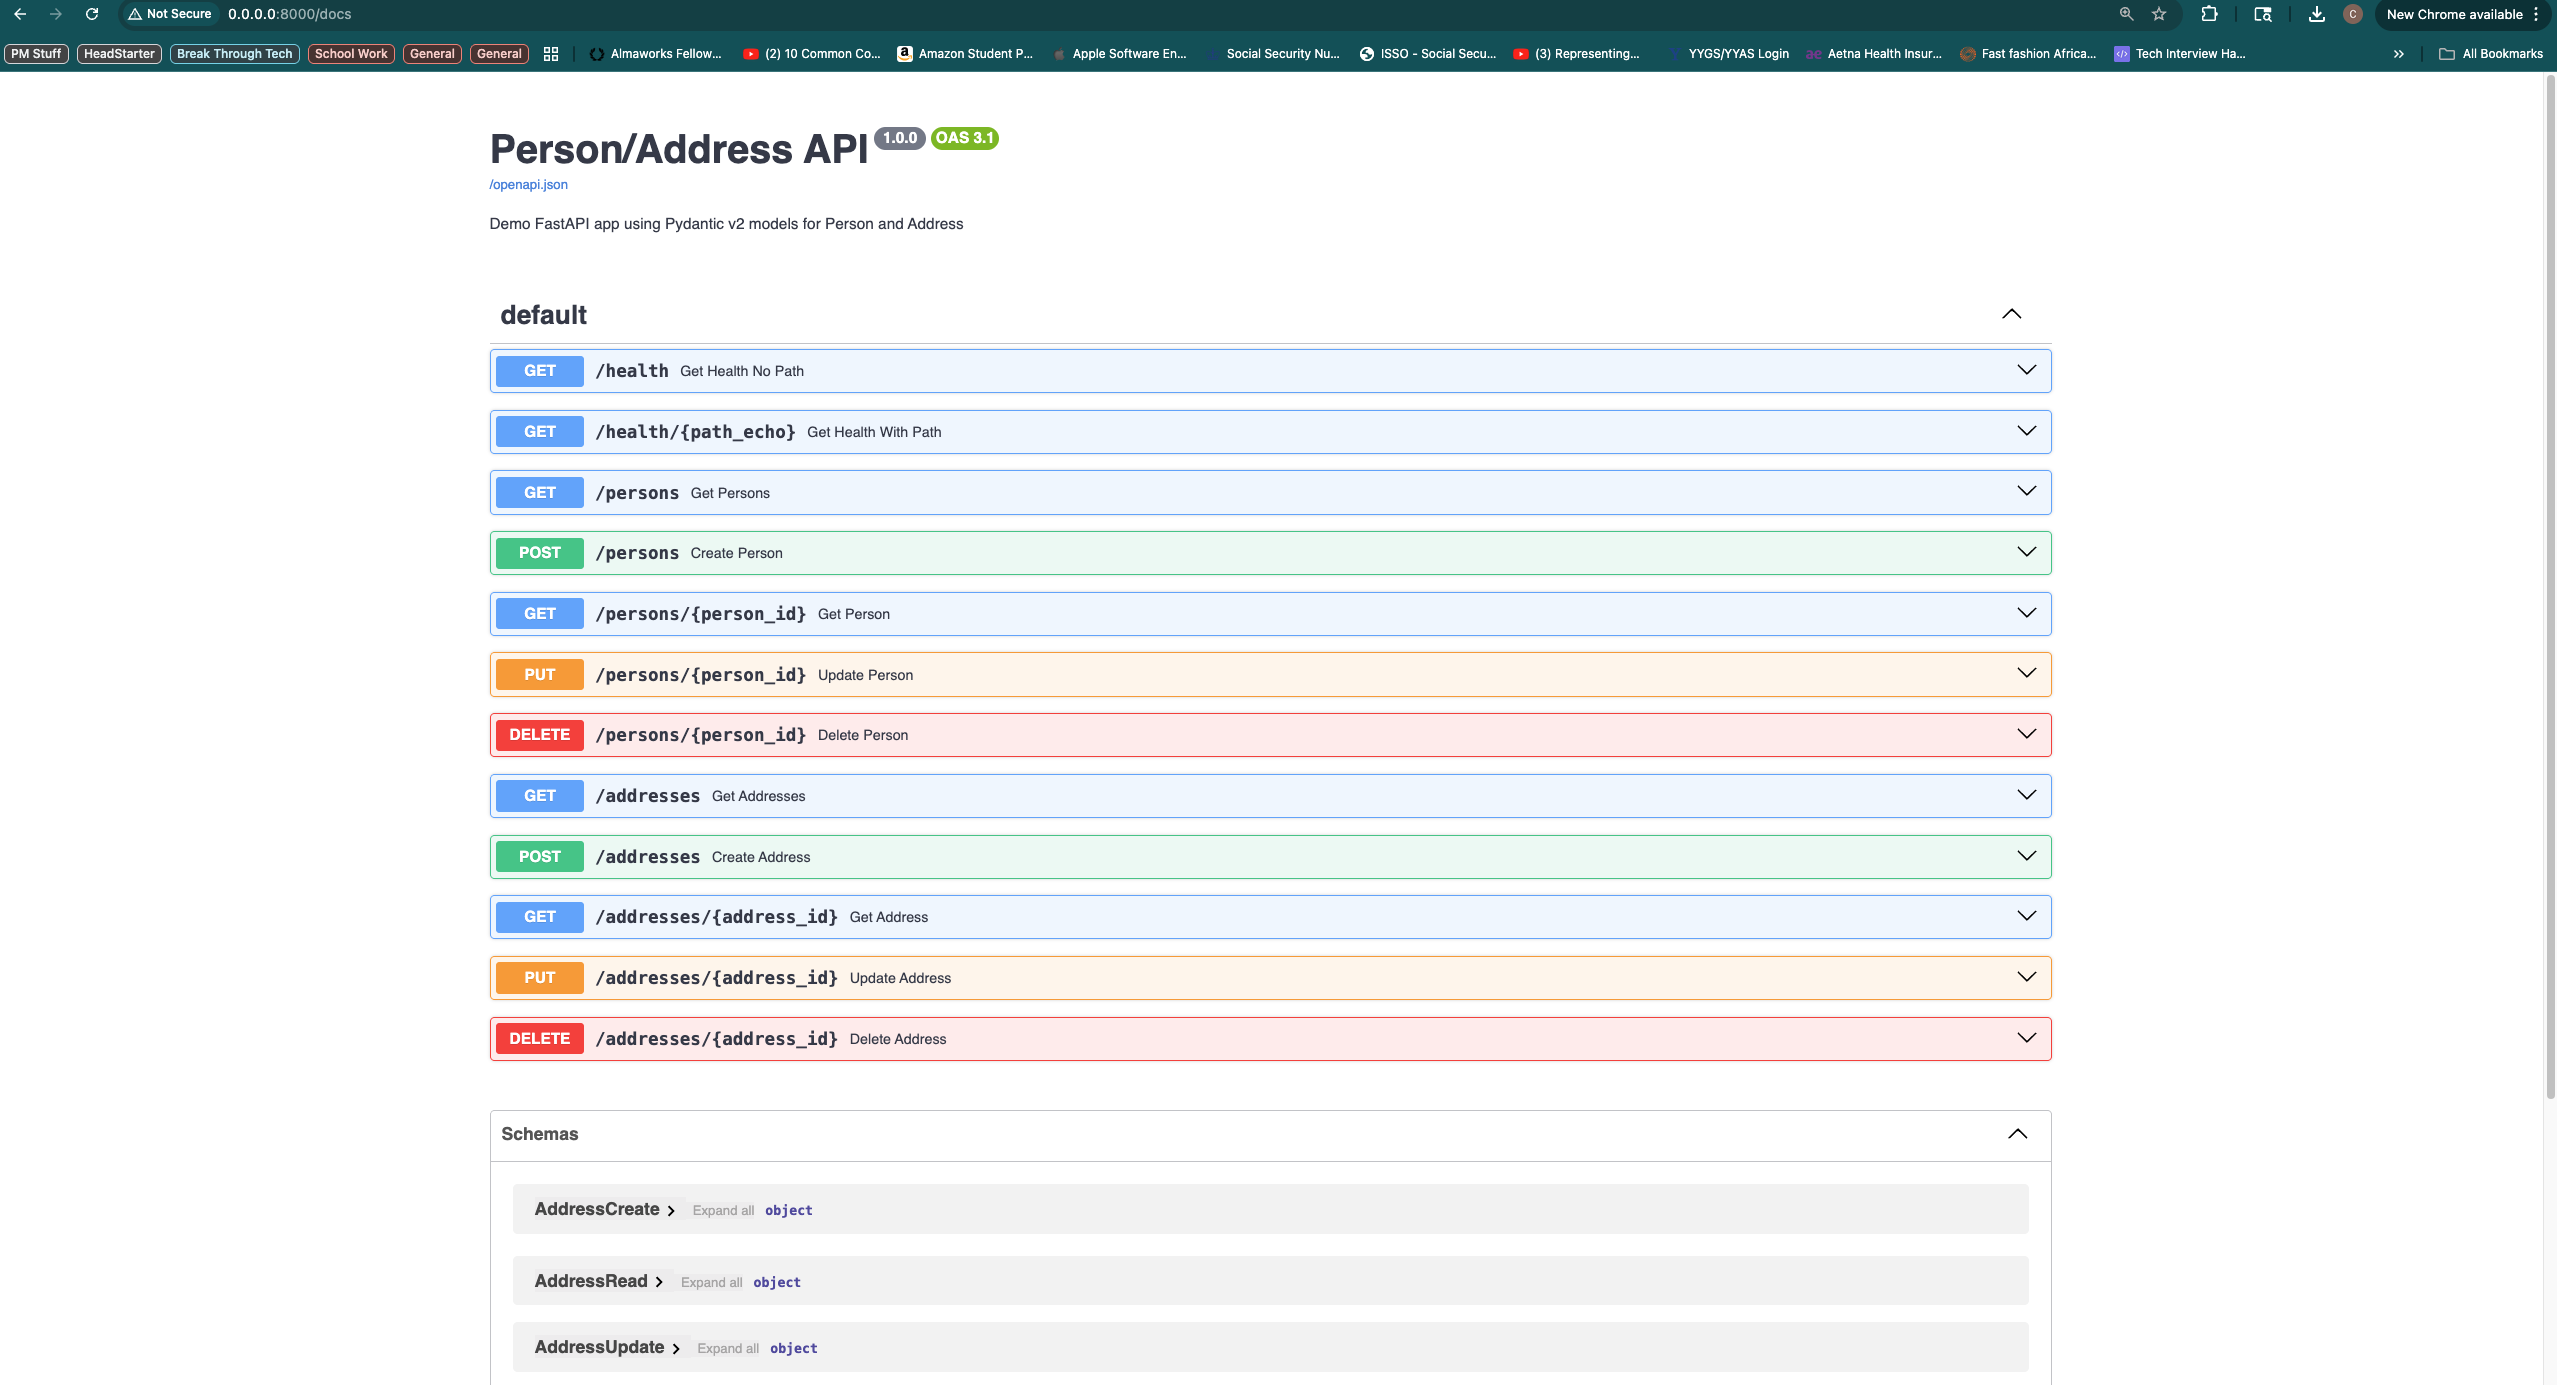 Not Secure 0.0.0.0:8000/docs C New Chrome available
PM Stuff HeadStarter Break Through Tech School Work General General Almaworks Fellow... (2) 10 Common Co... Amazon Student P... Apple Software En... Social Security Nu... ISSO - Social Secu... (3) Representing... YYGS/YYAS Login Aetna Health Insur... Fast fashion Africa... Tech Interview Ha... » All Bookmarks
Person/Address API 1.0.0 OAS 3.1
/openapi.json
Demo FastAPI app using Pydantic v2 models for Person and Address
default
GET /health Get Health No Path
GET /health/{path_echo} Get Health With Path
GET /persons Get Persons
POST /persons Create Person
GET /persons/{person_id} Get Person
PUT /persons/{person_id} Update Person
DELETE /persons/{person_id} Delete Person
GET /addresses Get Addresses
POST /addresses Create Address
GET /addresses/{address_id} Get Address
PUT /addresses/{address_id} Update Address
DELETE /addresses/{address_id} Delete Address
Schemas
AddressCreate Expand all object
AddressRead Expand all object
AddressUpdate Expand all object